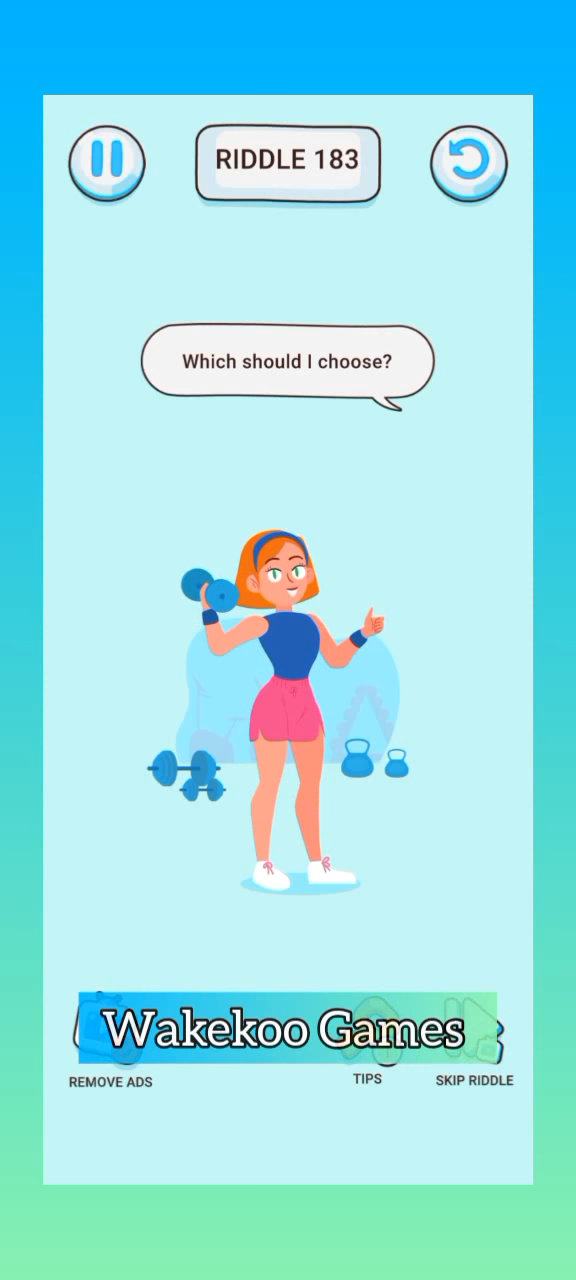 RIDDLE 183
Which should I choose?
Wakekoo Games
REMOVE ADS
TIPS
SKIP RIDDLE